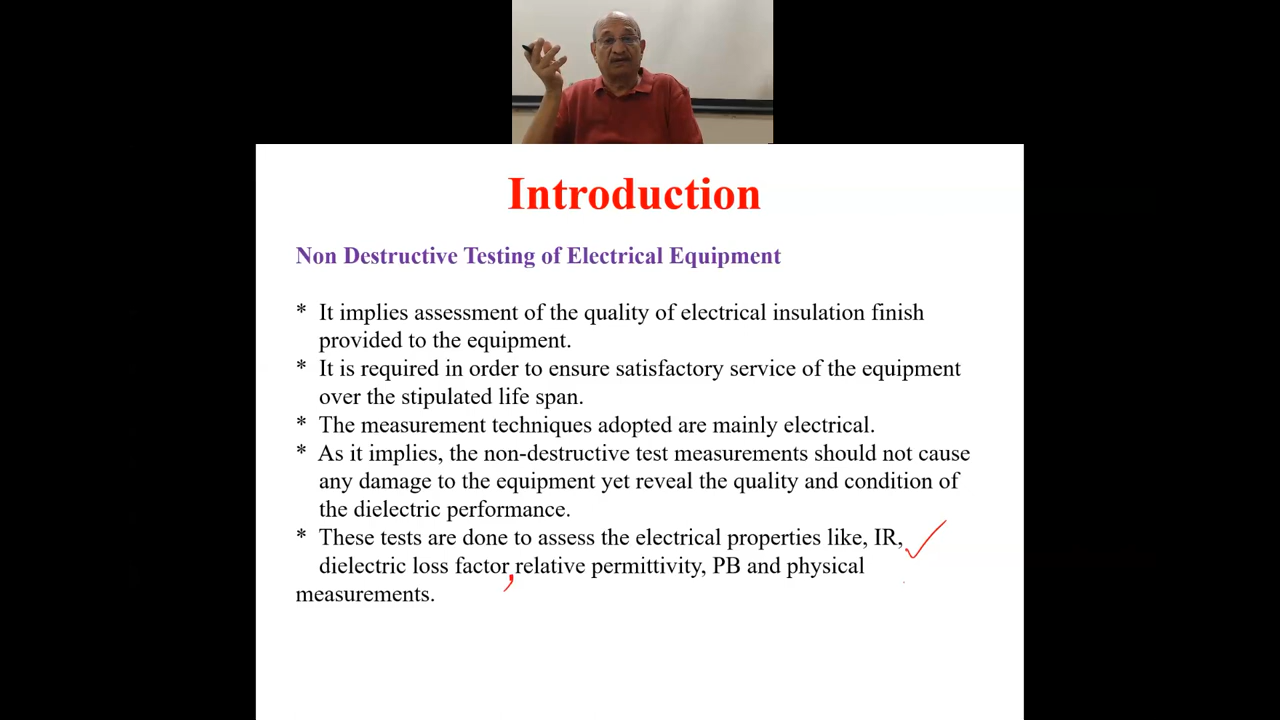 Introduction
Non Destructive Testing of Electrical Equipment
* It implies assessment of the quality of electrical insulation finish
provided to the equipment.
* It is required in order to ensure satisfactory service of the equipment
over the stipulated life span.
* The measurement techniques adopted are mainly electrical.
* As it implies, the non-destructive test measurements should not cause
any damage to the equipment yet reveal the quality and condition of
the dielectric performance.
* These tests are done to assess the electrical properties like, IR,
dielectric loss factor, relative permittivity, PB and physical
measurements.